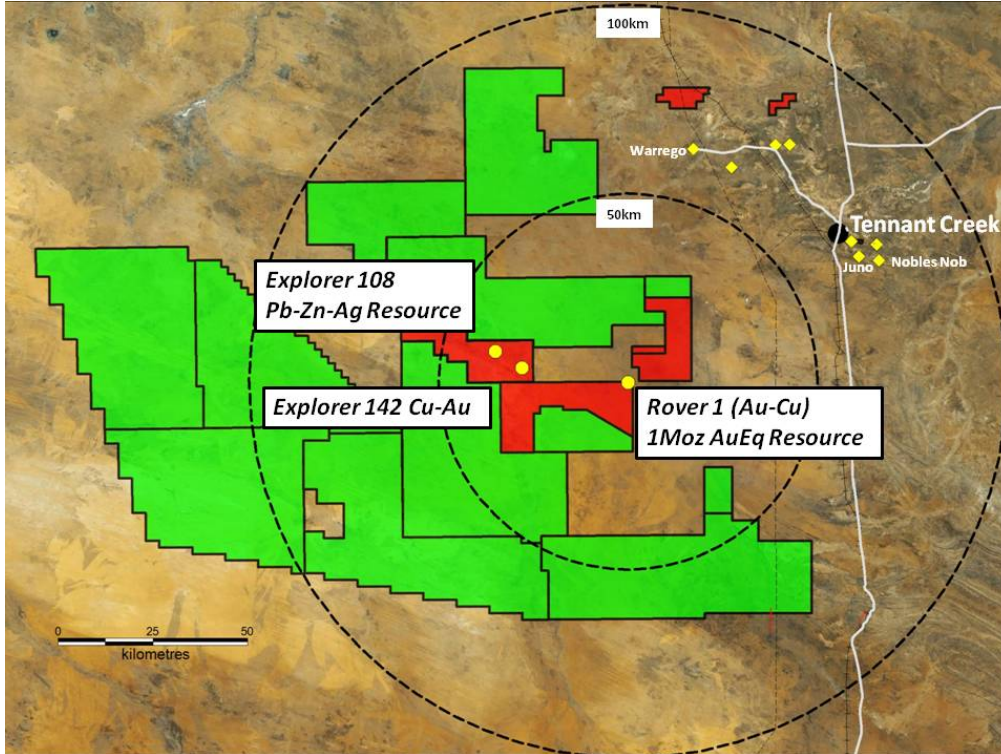 100km
Warrego
50km
Tennant Creek
Juno
Nobles Nob
Explorer 108
Pb-Zn-Ag Resource
Explorer 142 Cu-Au
Rover 1 (Au-Cu)
1Moz AuEq Resource
0 25 50
kilometres